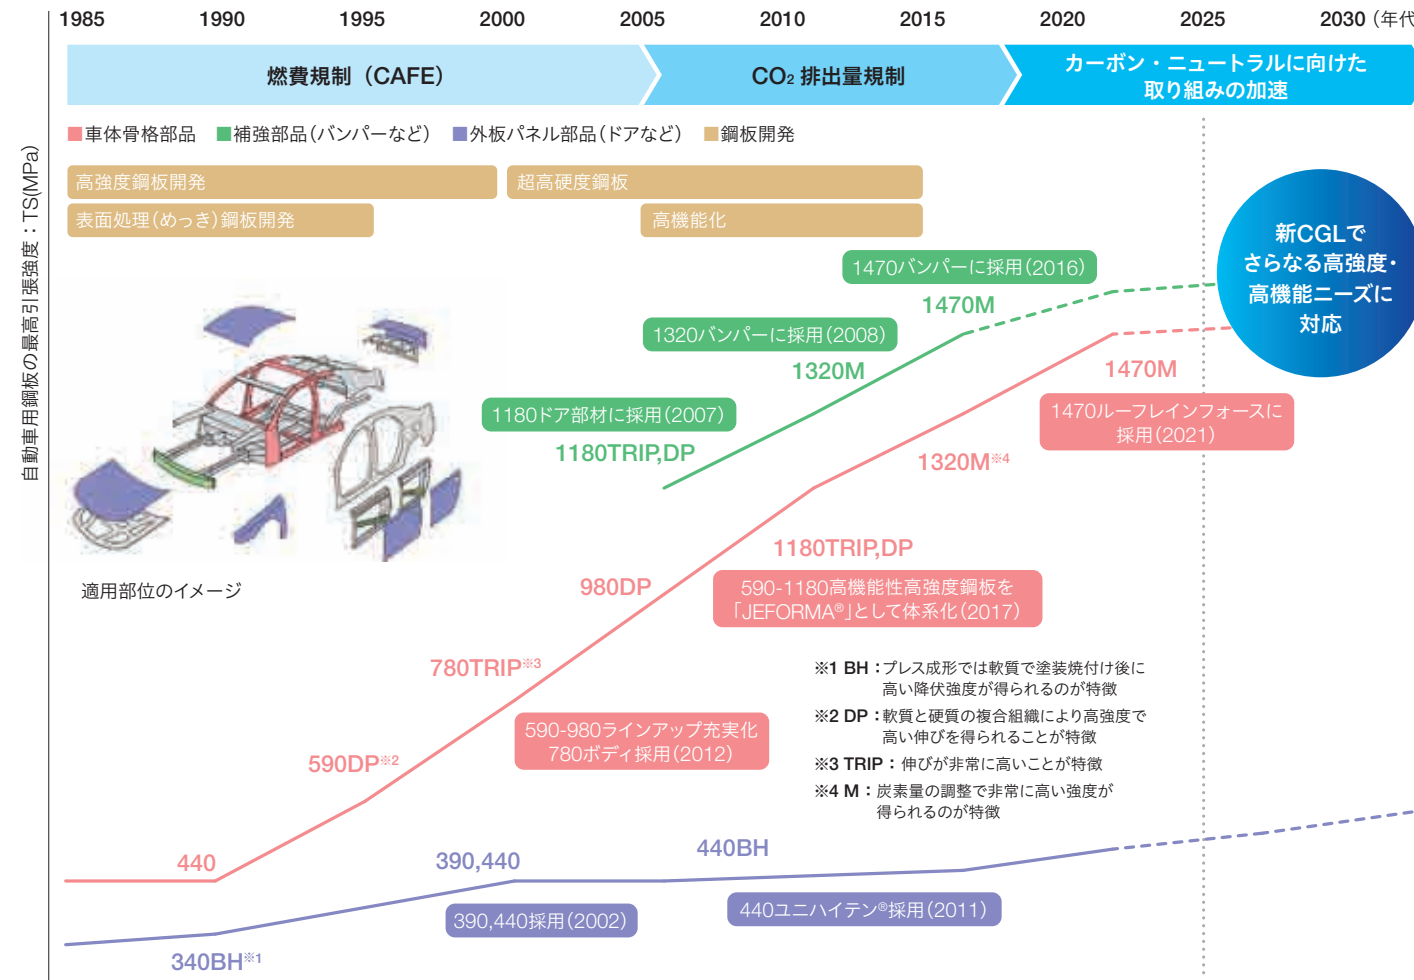 1985 1990 1995 2000 2005 2010 2015 2020 2025 2030（年代
燃費規制（CAFE）
CO₂ 排出量規制
カーボン・ニュートラルに向けた
取り組みの加速
■車体骨格部品 ■補強部品（バンパーなど） ■外板パネル部品（ドアなど） ■鋼板開発
自動車用鋼板の最高引張強度：TS(MPa)
高強度鋼板開発
超高硬度鋼板
表面処理（めっき）鋼板開発
高機能化
新CGLで
さらなる高強度・
高機能ニーズに
対応
1470バンパーに採用（2016）
1470M
1320バンパーに採用（2008）
1320M
1470M
1180ドア部材に採用（2007）
1470ルーフレインフォースに
採用（2021）
1180TRIP,DP
1320M※4
1180TRIP,DP
適用部位のイメージ
980DP
590-1180高機能性高強度鋼板を
「JEFORMA®」として体系化（2017）
780TRIP※3
590-980ラインアップ充実化
780ボディ採用（2012）
590DP※2
※1 BH：プレス成形では軟質で塗装焼付け後に
高い降伏強度が得られるのが特徴
※2 DP：軟質と硬質の複合組織により高強度で
高い伸びを得られることが特徴
※3 TRIP：伸びが非常に高いことが特徴
※4 M：炭素量の調整で非常に高い強度が
得られるのが特徴
440
390,440
440BH
390,440採用（2002）
440ユニハイテン®採用（2011）
340BH※1